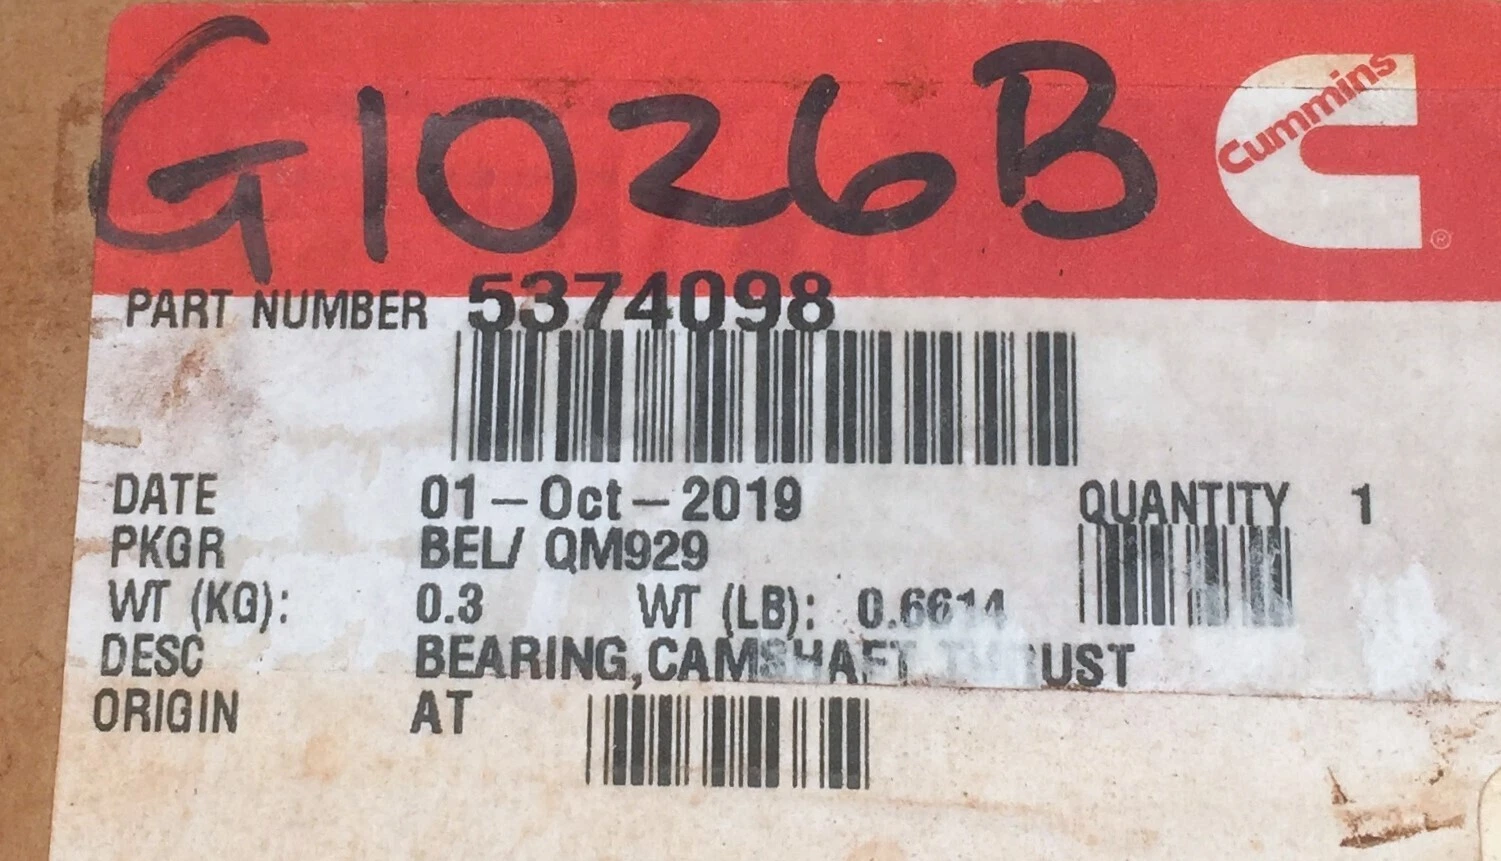 G1026B
Cummins
®
PART NUMBER 5374098
DATE 01-Oct-2019 QUANTITY 1
PKGR BEL/ QM929
WT (KG): 0.3 WT (LB): 0.6614
DESC BEARING,CAMSHAFT THRUST
ORIGIN AT